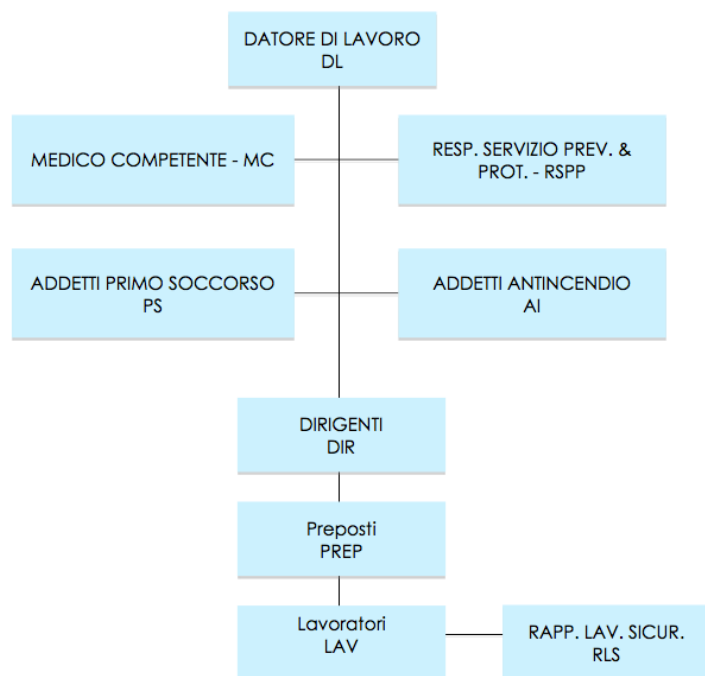 DATORE DI LAVORO
DL
MEDICO COMPETENTE - MC
RESP. SERVIZIO PREV. &
PROT. - RSPP
ADDETTI PRIMO SOCCORSO
PS
ADDETTI ANTINCENDIO
AI
DIRIGENTI
DIR
Preposti
PREP
Lavoratori
LAV
RAPP. LAV. SICUR.
RLS